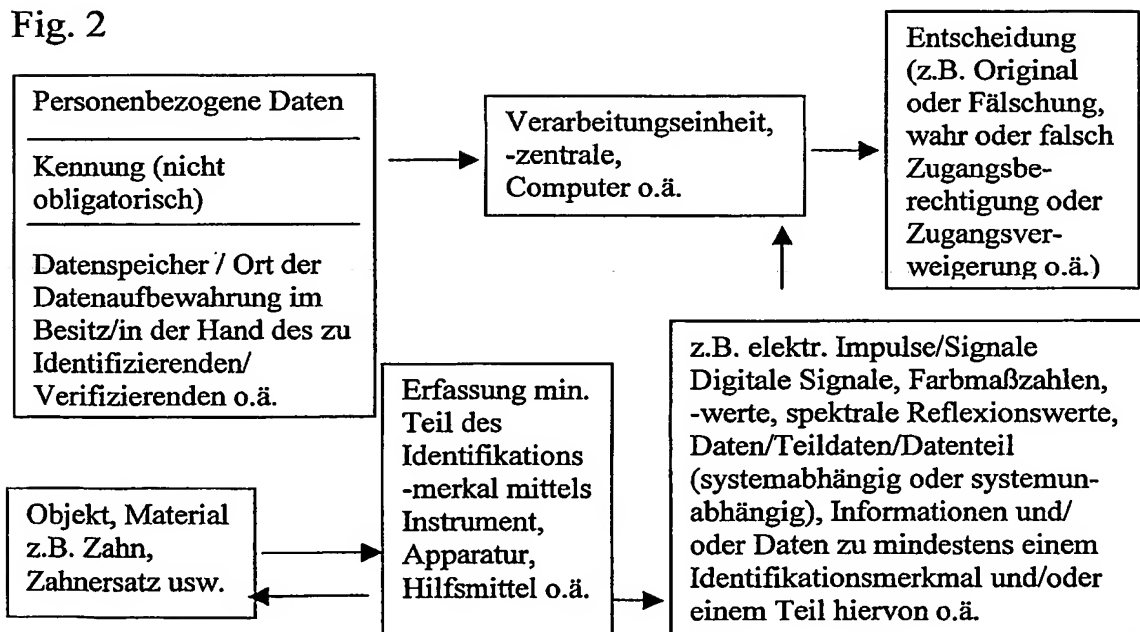 Fig. 2
Personenbezogene Daten
Kennung (nicht
obligatorisch)
Datenspeicher / Ort der
Datenaufbewahrung im
Besitz/in der Hand des zu
Identifizierenden/
Verifizierenden o.ä.
Verarbeitungseinheit,
-zentrale,
Computer o.ä.
Entscheidung
(z.B. Original
oder Fälschung,
wahr oder falsch
Zugangsbe-
rechtigung oder
Zugangsver-
weigerung o.ä.)
Objekt, Material
z.B. Zahn,
Zahnersatz usw.
Erfassung min.
Teil des
Identifikations
-merkal mittels
Instrument,
Apparatur,
Hilfsmittel o.ä.
z.B. elektr. Impulse/Signale
Digitale Signale, Farbmaßzahlen,
-werte, spektrale Reflexionswerte,
Daten/Teildaten/Datenteil
(systemabhängig oder systemun-
abhängig), Informationen und/
oder Daten zu mindestens einem
Identifikationsmerkmal und/oder
einem Teil hiervon o.ä.